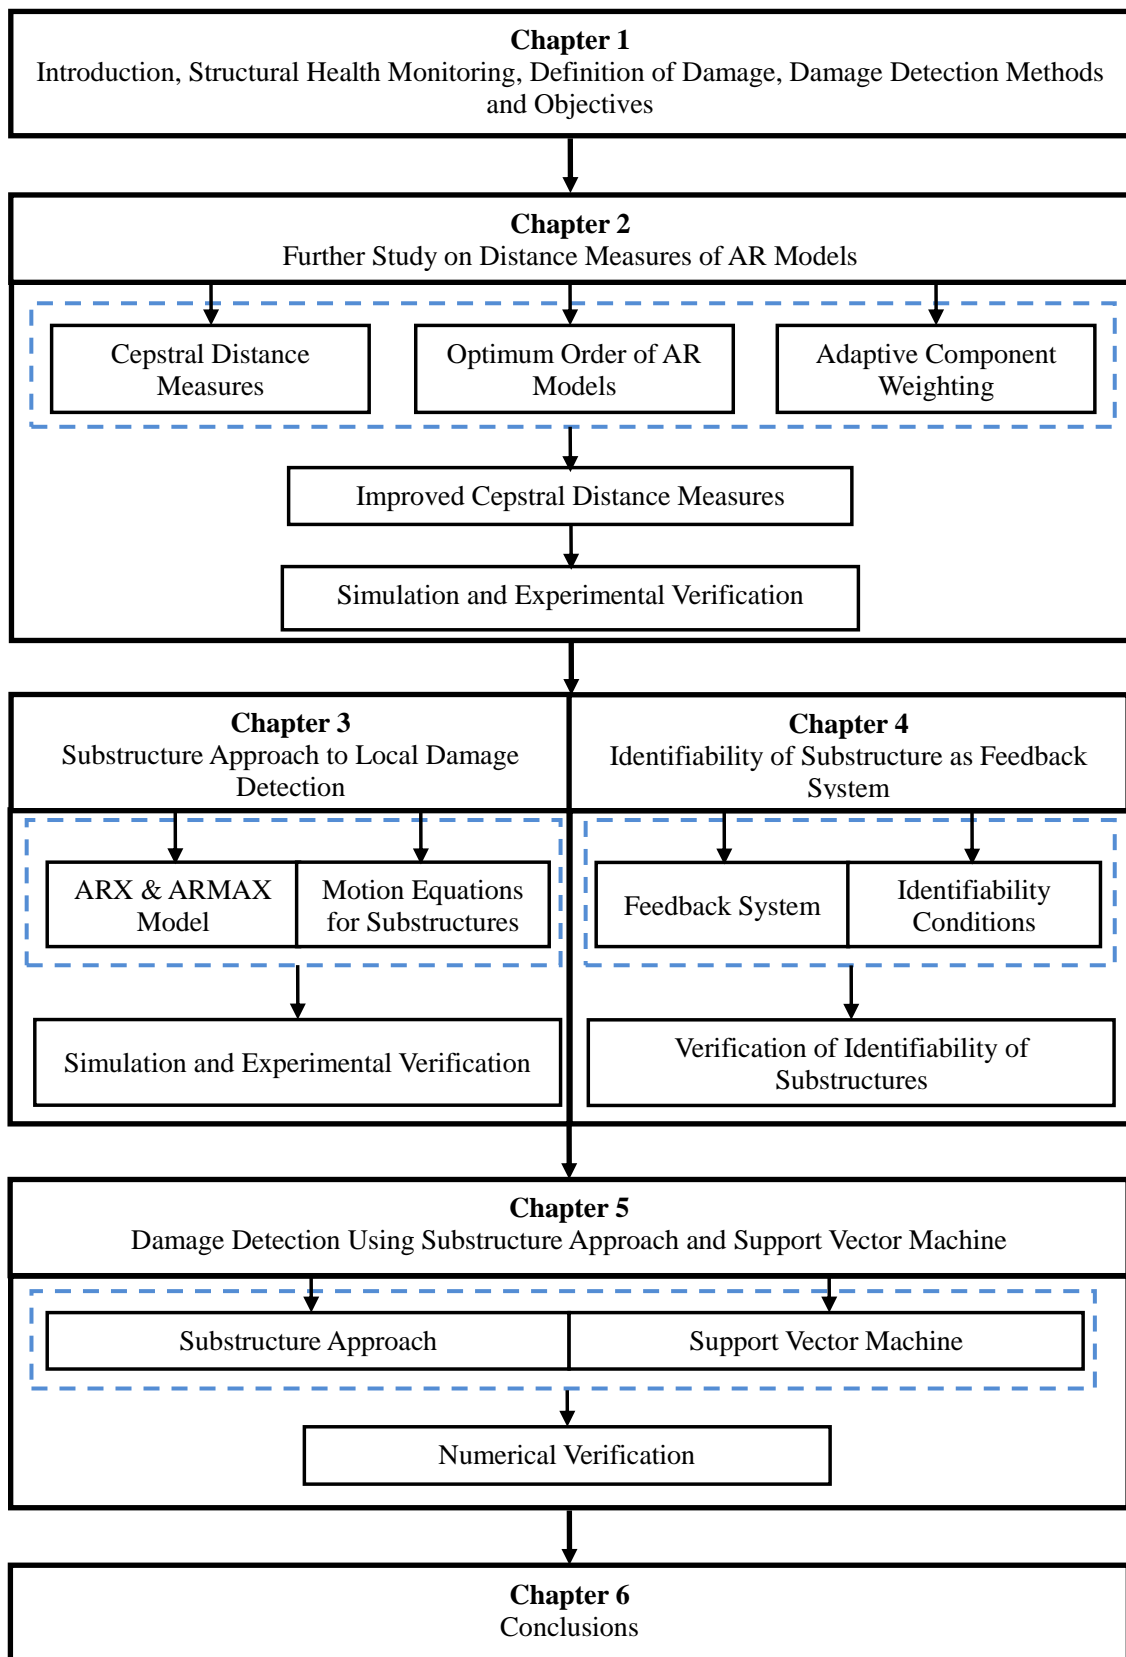 Chapter 1
Introduction, Structural Health Monitoring, Definition of Damage, Damage Detection Methods
and Objectives
Chapter 2
Further Study on Distance Measures of AR Models
Cepstral Distance
Measures
Optimum Order of AR
Models
Adaptive Component
Weighting
Improved Cepstral Distance Measures
Simulation and Experimental Verification
Chapter 3
Substructure Approach to Local Damage
Detection
Chapter 4
Identifiability of Substructure as Feedback
System
ARX & ARMAX
Model
Motion Equations
for Substructures
Feedback System
Identifiability
Conditions
Simulation and Experimental Verification
Verification of Identifiability of
Substructures
Chapter 5
Damage Detection Using Substructure Approach and Support Vector Machine
Substructure Approach
Support Vector Machine
Numerical Verification
Chapter 6
Conclusions